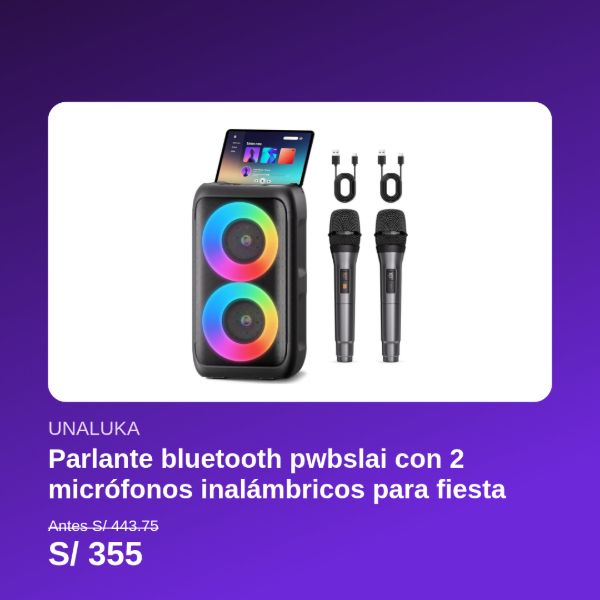 UNALUKA
Parlante bluetooth pwbslai con 2
micrófonos inalámbricos para fiesta
Antes S/ 443.75
S/ 355